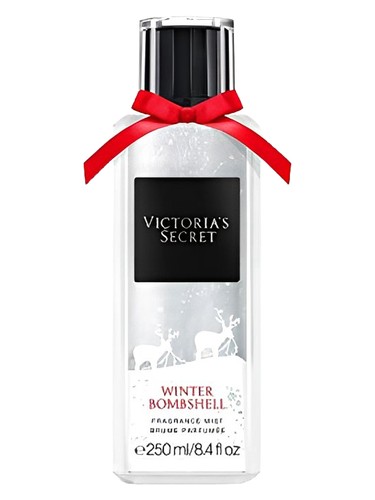 VICTORIA'S
SECRET
WINTER
BOMBSHELL
FRAGRANCE MIST
BRUME PARFUMÉE
℮250 ml/8.4 fl oz